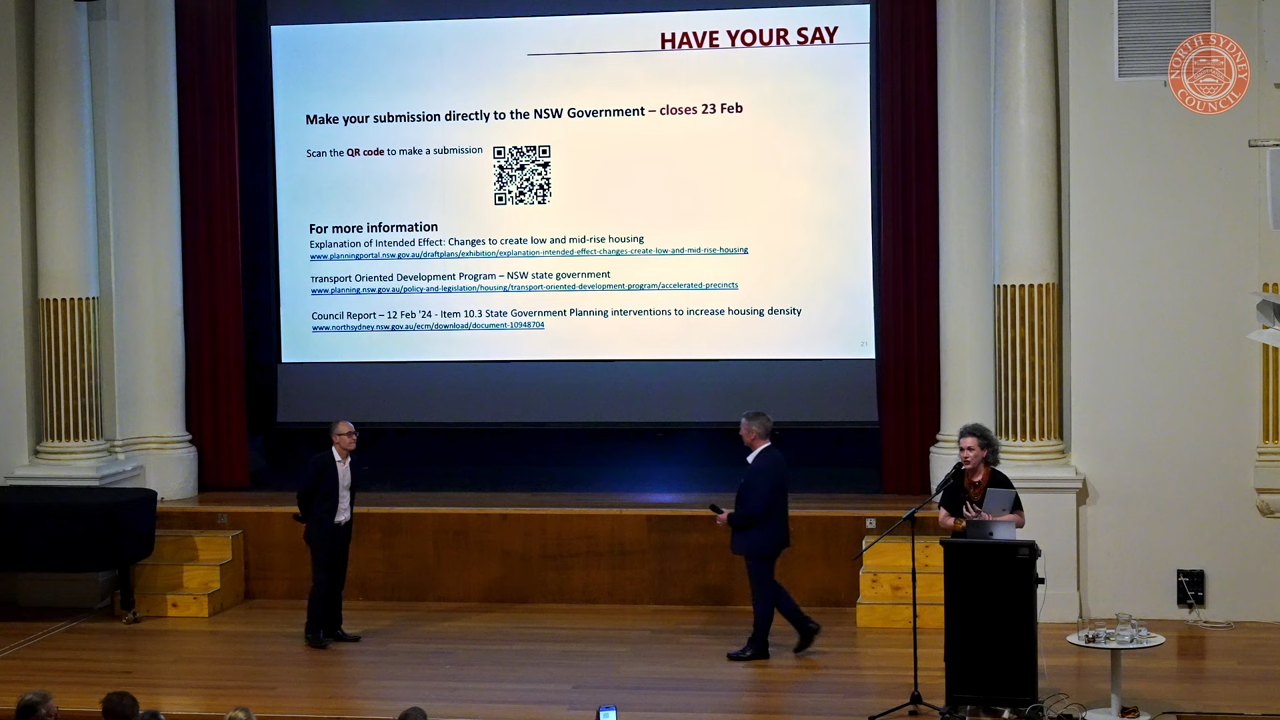 HAVE YOUR SAY
NORTH SYDNEY COUNCIL
Make your submission directly to the NSW Government – closes 23 Feb
Scan the QR code to make a submission
For more information
Explanation of Intended Effect: Changes to create low and mid-rise housing
www.planningportal.nsw.gov.au/draftplans/exhibition/explanation-intended-effect-changes-create-low-and-mid-rise-housing
Transport Oriented Development Program – NSW state government
www.planning.nsw.gov.au/policy-and-legislation/housing/transport-oriented-development-program/accelerated-precincts
Council Report – 12 Feb '24 - Item 10.3 State Government Planning interventions to increase housing density
www.northsydney.nsw.gov.au/ecm/download/document-10948704
21